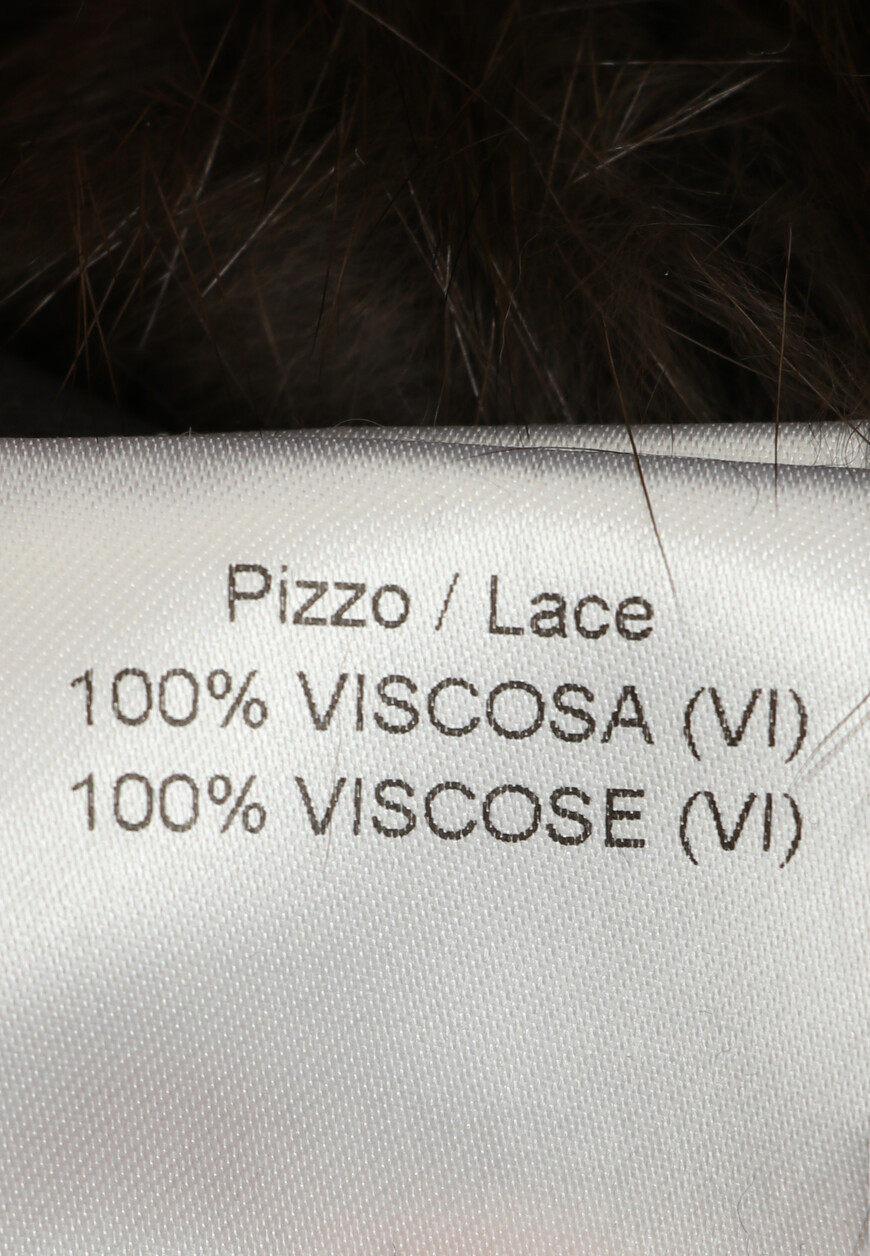 Pizzo / Lace
100% VISCOSA (VI)
100% VISCOSE (VI)